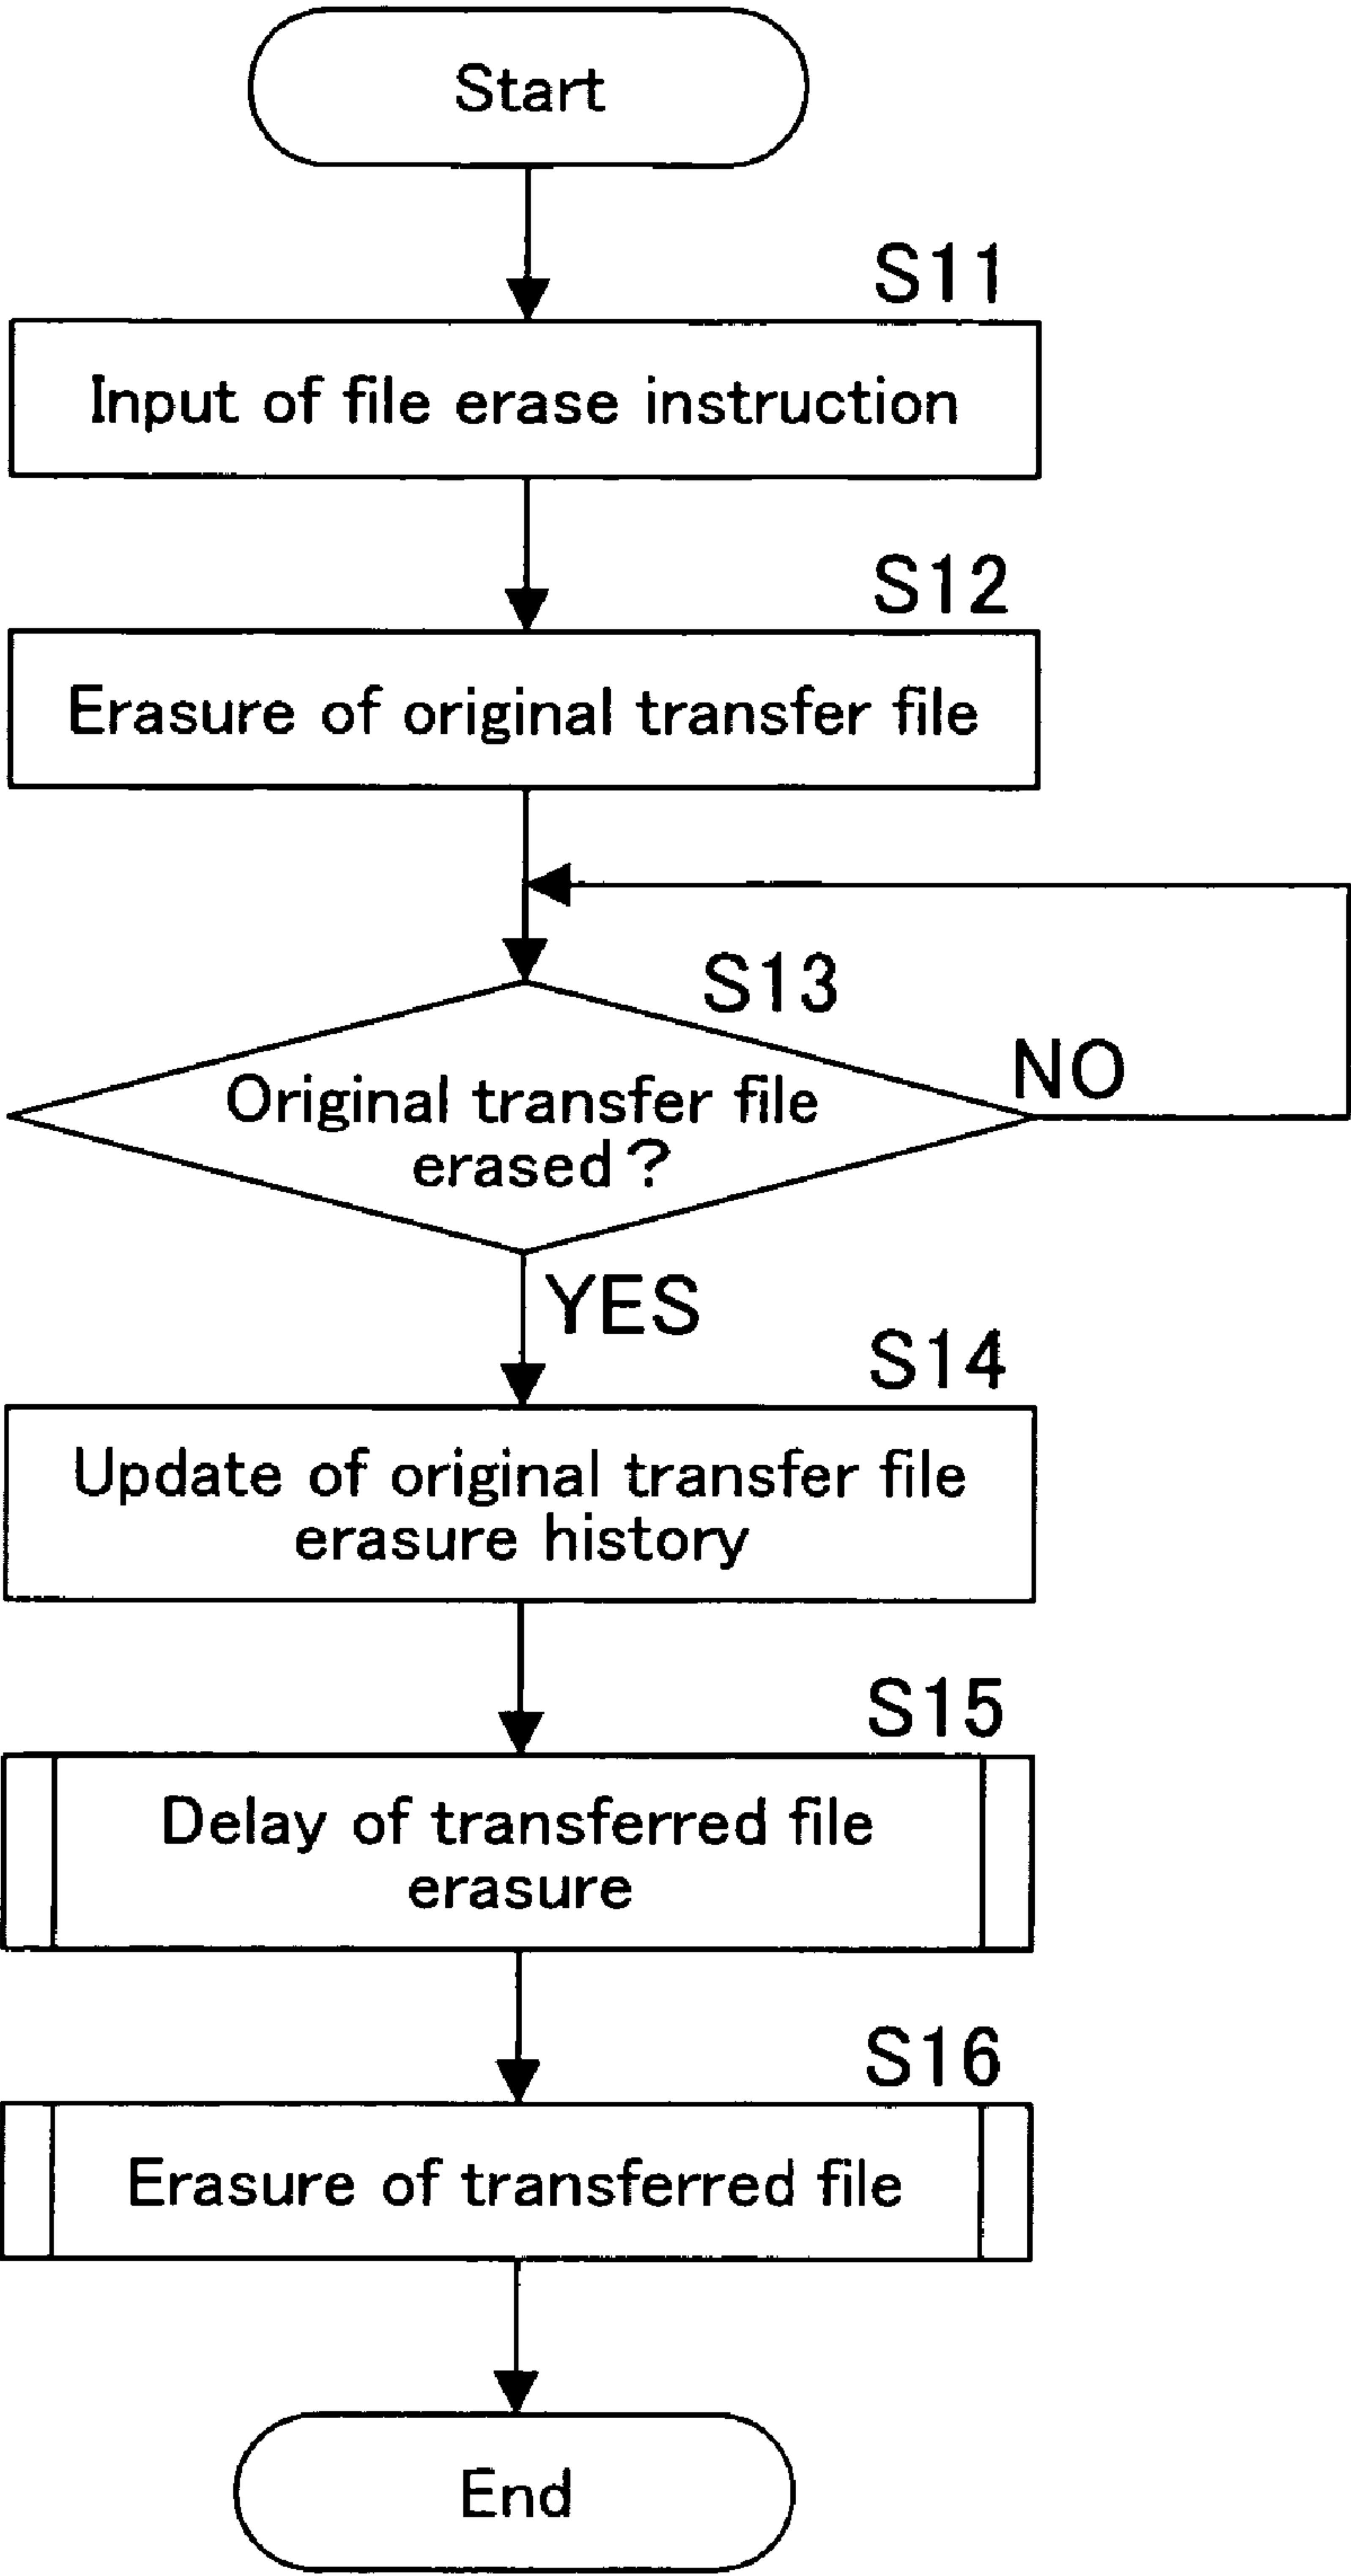 Start
S11
Input of file erase instruction
S12
Erasure of original transfer file
S13
NO
Original transfer file
erased?
YES
S14
Update of original transfer file
erasure history
S15
Delay of transferred file
erasure
S16
Erasure of transferred file
End